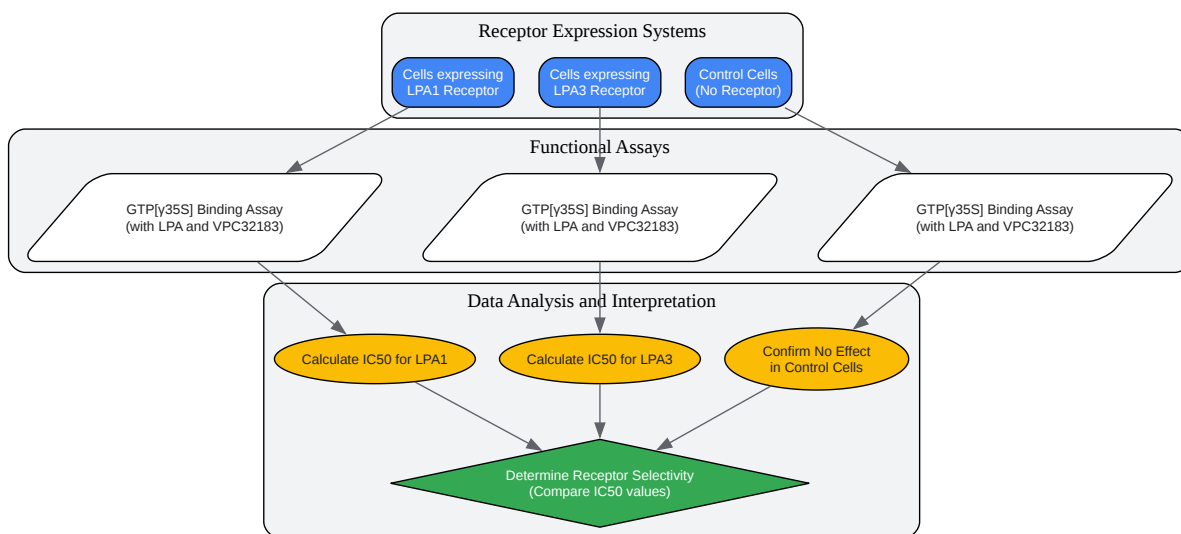 Receptor Expression Systems
Cells expressing
LPA1 Receptor
Cells expressing
LPA3 Receptor
Control Cells
(No Receptor)
Functional Assays
GTP[γ35S] Binding Assay
(with LPA and VPC32183)
GTP[γ35S] Binding Assay
(with LPA and VPC32183)
GTP[γ35S] Binding Assay
(with LPA and VPC32183)
Data Analysis and Interpretation
Calculate IC50 for LPA1
Calculate IC50 for LPA3
Confirm No Effect
in Control Cells
Determine Receptor Selectivity
(Compare IC50 values)